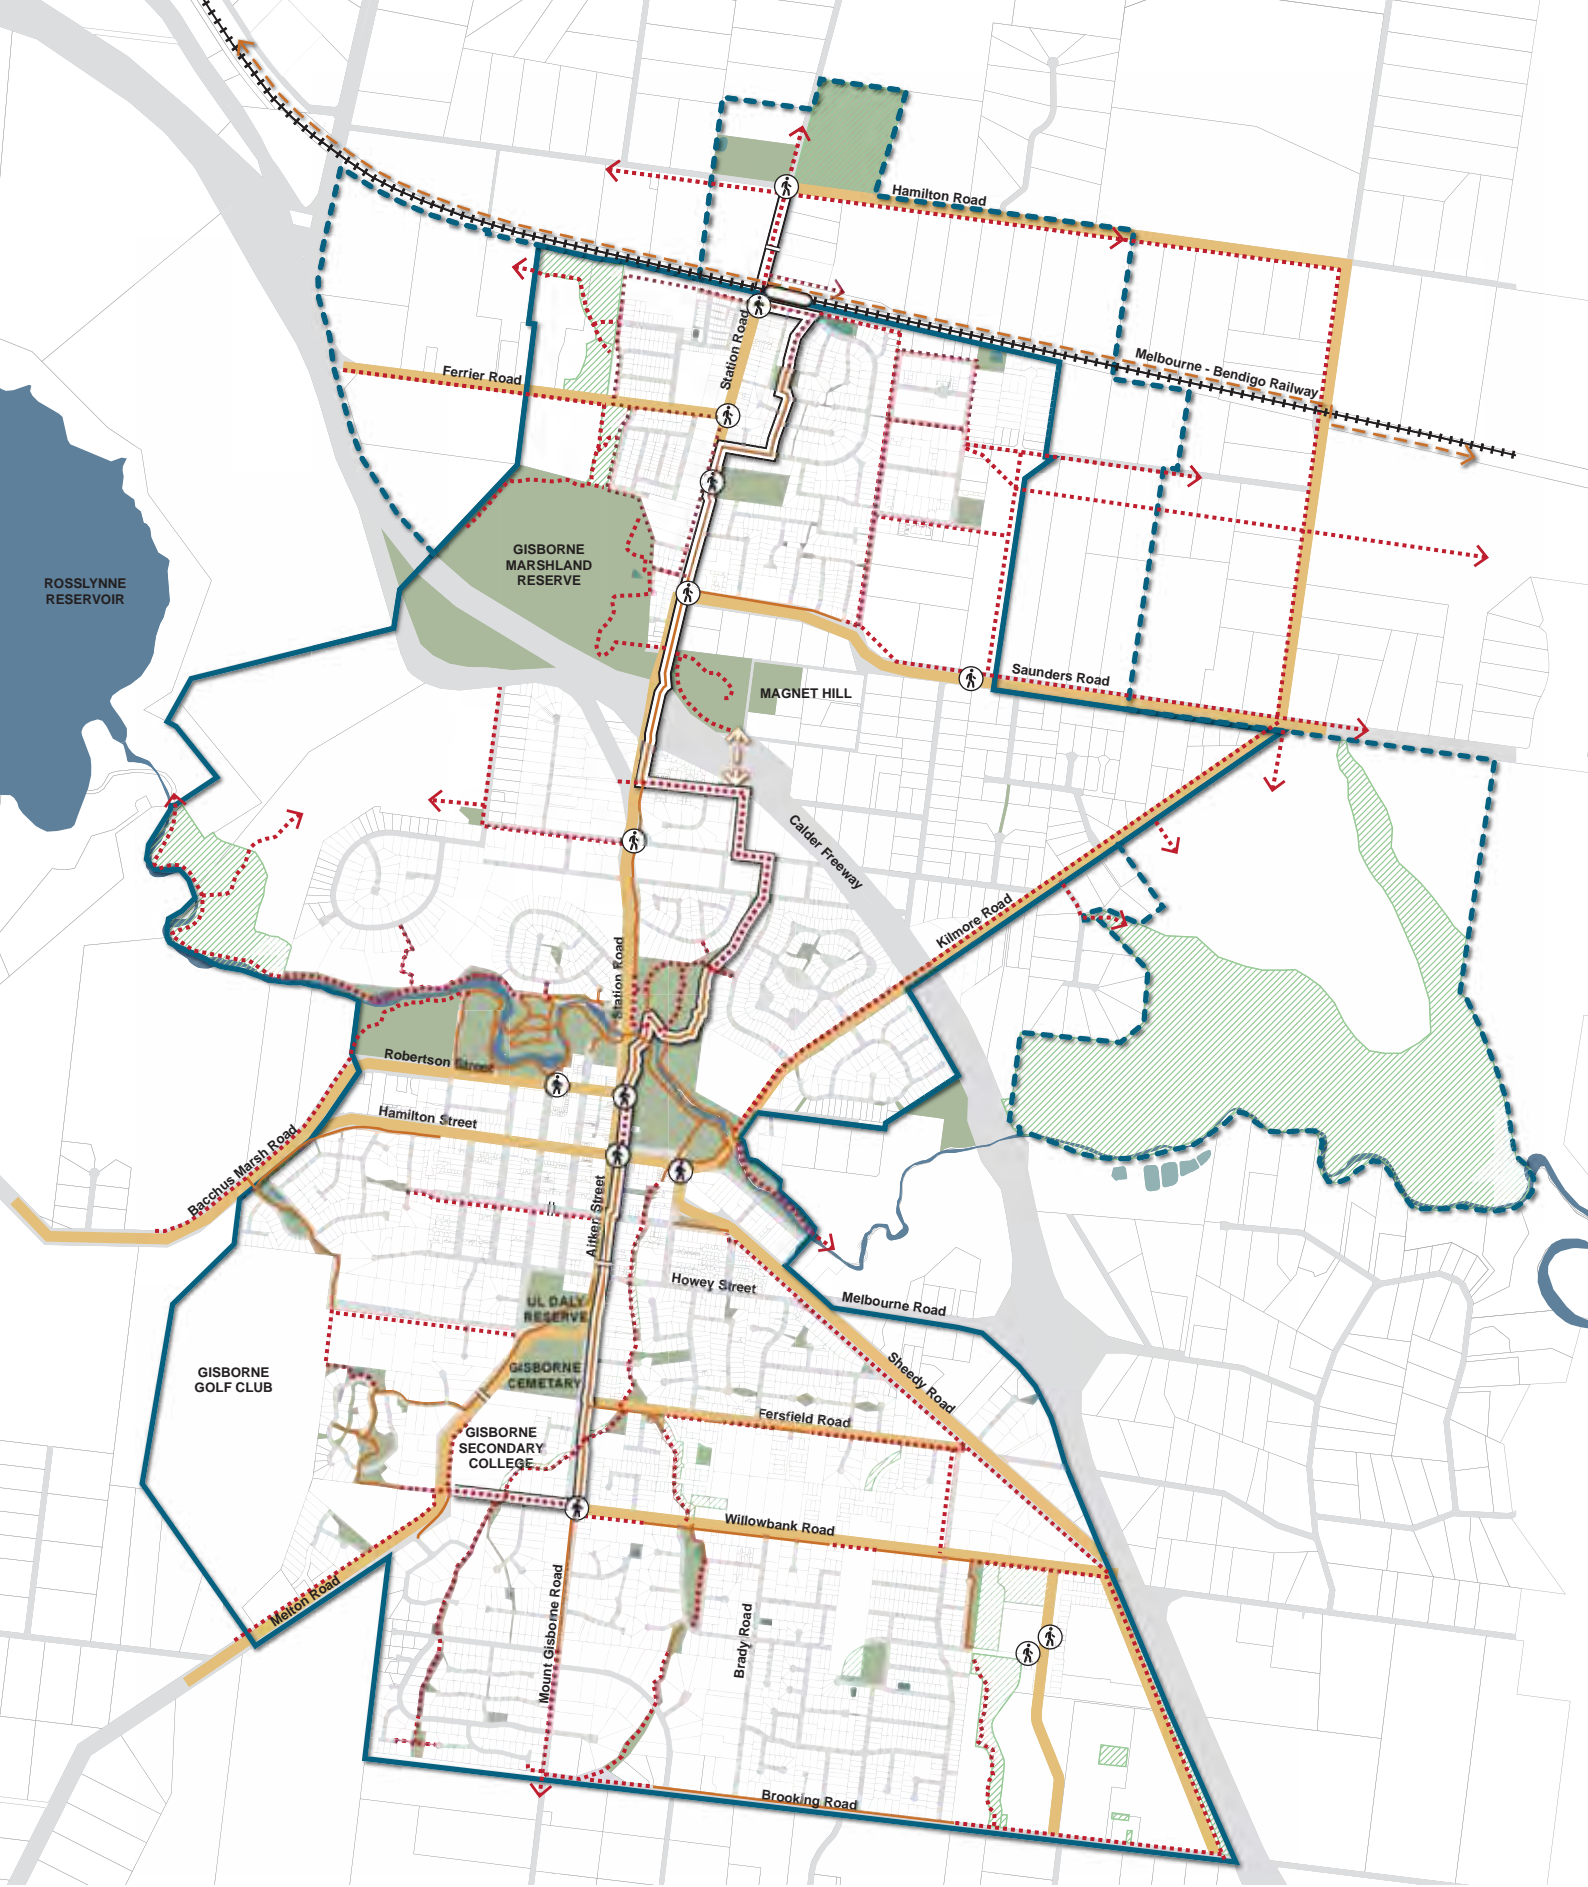 Hamilton Road
Melbourne - Bendigo Railway
Station Road
Ferrier Road
GISBORNE
MARSHLAND
RESERVE
ROSSLYNNE
RESERVOIR
Saunders Road
MAGNET HILL
Calder Freeway
Kilmore Road
Station Road
Robertson Street
Hamilton Street
Bacchus Marsh Road
Aitken Street
Howey Street
Melbourne Road
UL DALY
RESERVE
Sheedy Road
GISBORNE
GOLF CLUB
GISBORNE
CEMETARY
Fersfield Road
GISBORNE
SECONDARY
COLLEGE
Willowbank Road
Melton Road
Mount Gisborne Road
Brady Road
Brooking Road